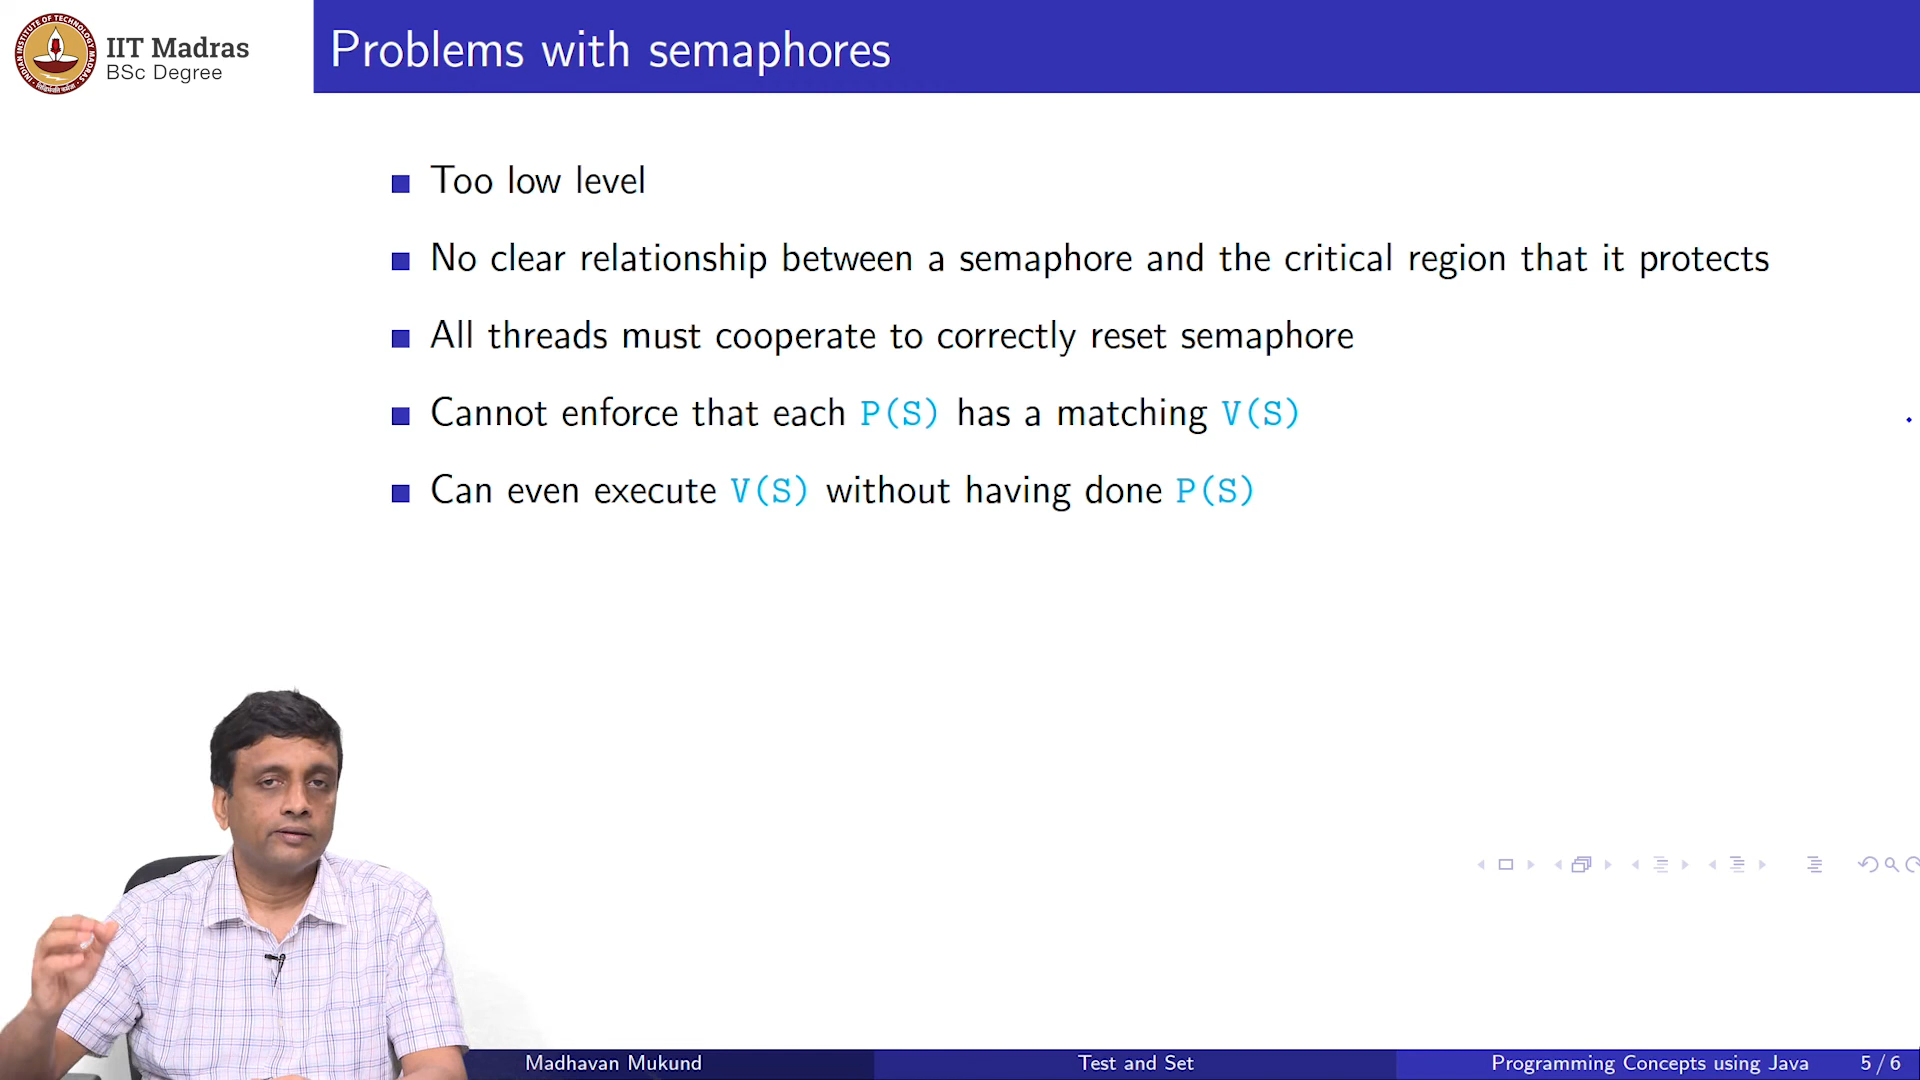 IIT Madras
BSc Degree
Problems with semaphores
Too low level
No clear relationship between a semaphore and the critical region that it protects
All threads must cooperate to correctly reset semaphore
Cannot enforce that each P(S) has a matching V(S)
Can even execute V(S) without having done P(S)
Madhavan Mukund
Test and Set
Programming Concepts using Java
5 / 6